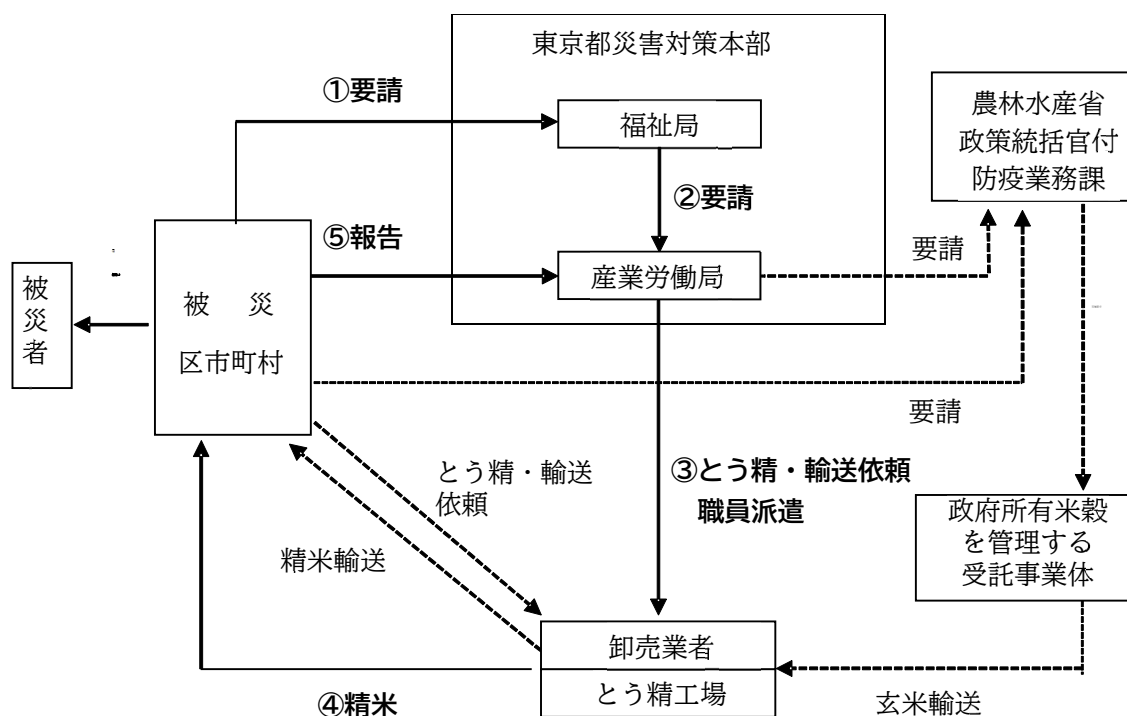 東京都災害対策本部
①要請
福祉局
農林水産省
政策統括官付
防疫業務課
②要請
⑤報告
要請
産業労働局
被災者
被　災
区市町村
要請
とう精・輸送
依頼
③とう精・輸送依頼
職員派遣
政府所有米穀
を管理する
受託事業体
精米輸送
卸売業者
とう精工場
④精米
玄米輸送